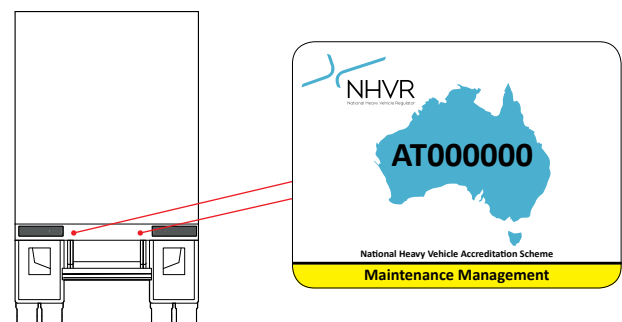 NHVR
National Heavy Vehicle Regulator
AT000000
National Heavy Vehicle Accreditation Scheme
Maintenance Management